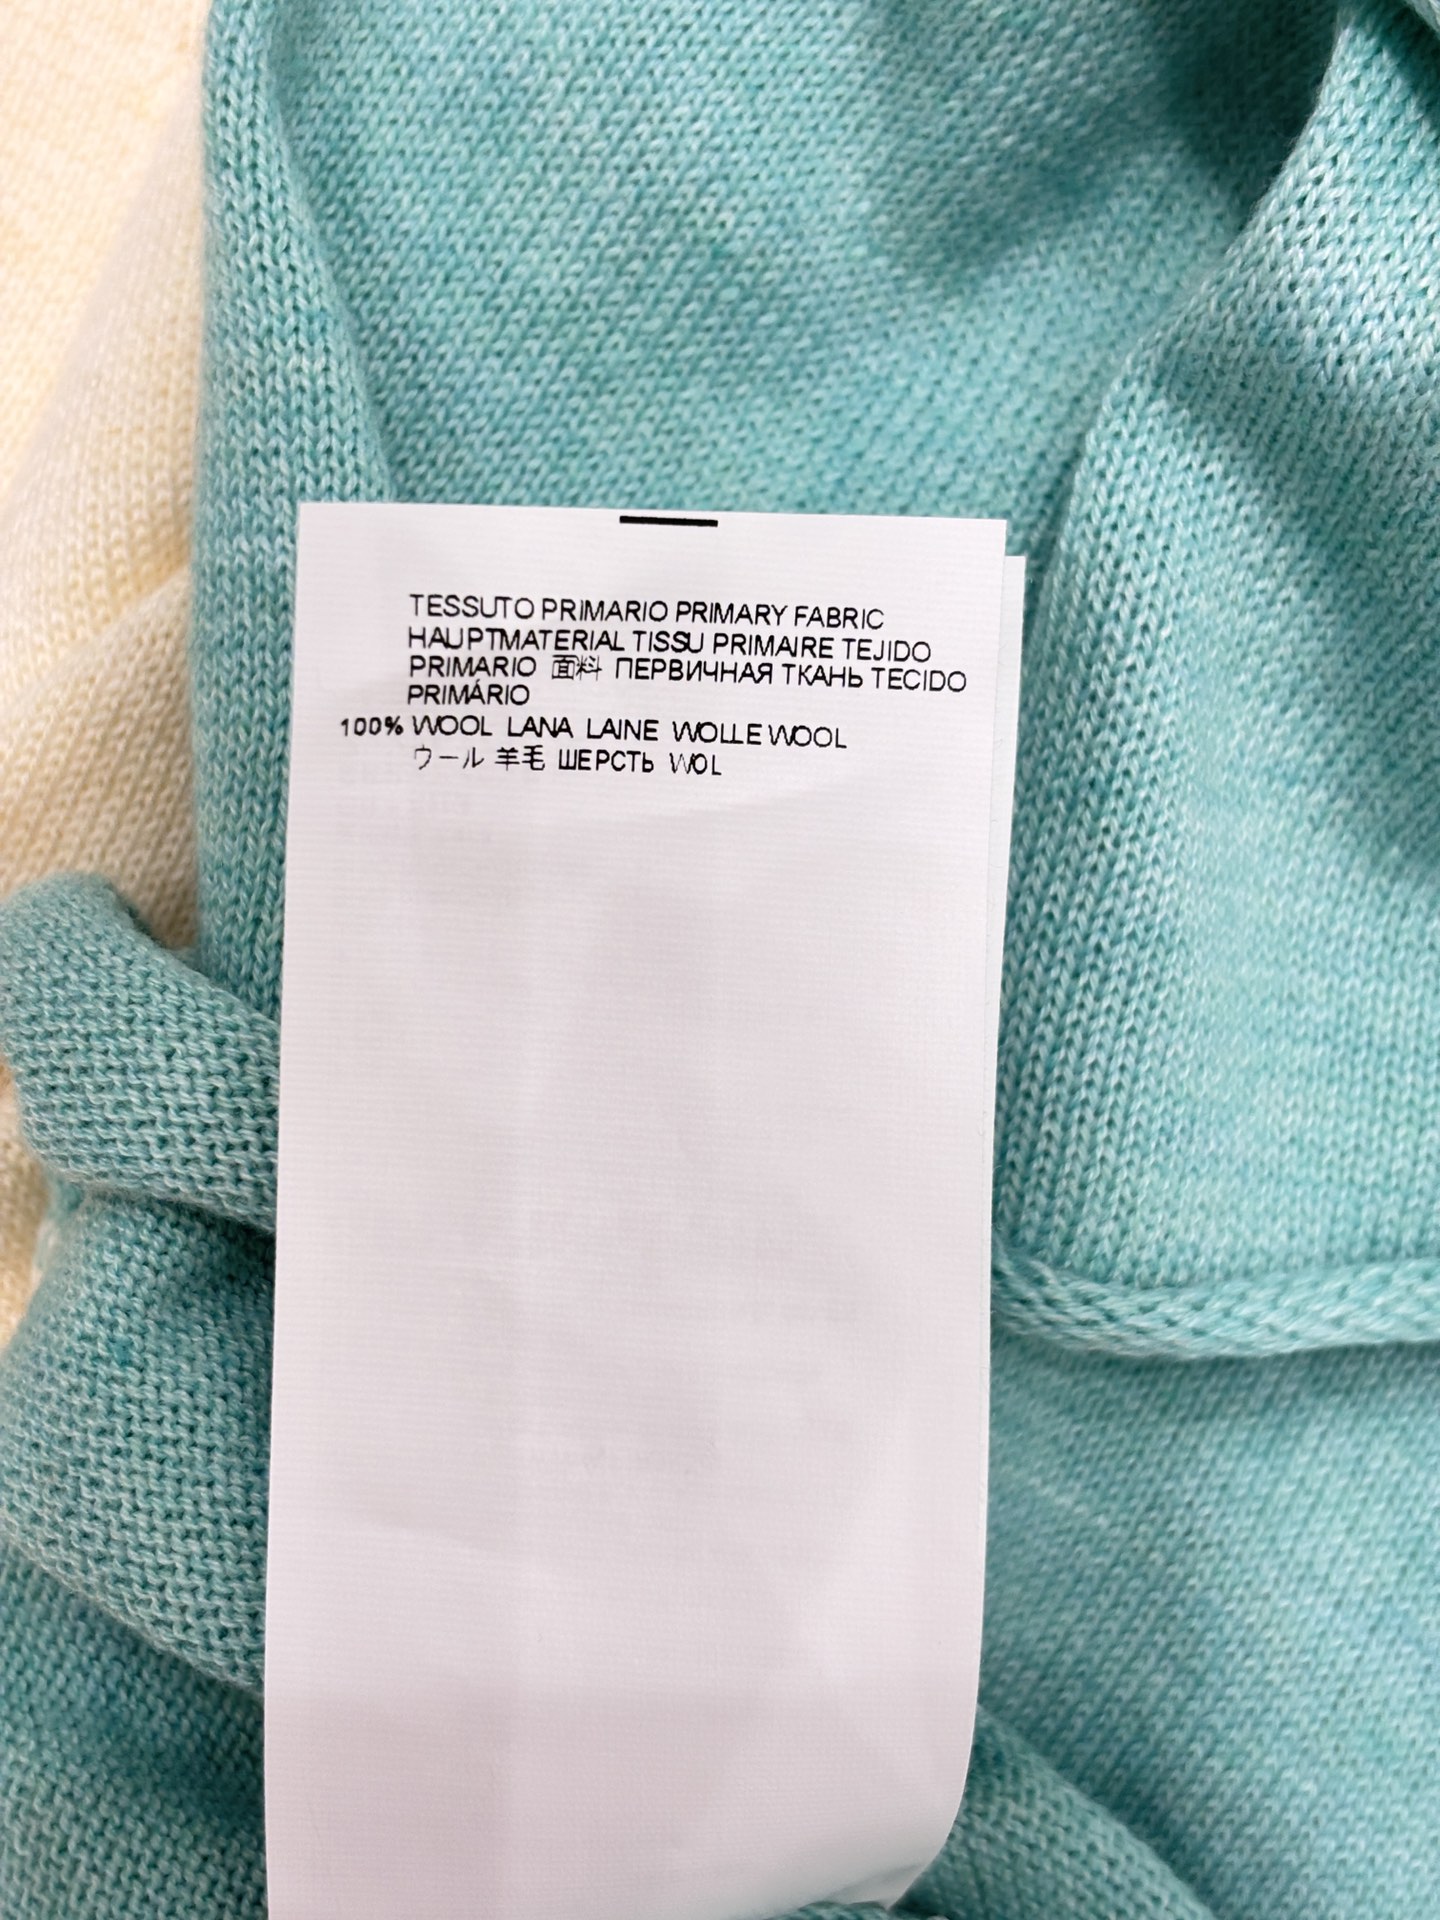 TESSUTO PRIMARIO PRIMARY FABRIC
HAUPTMATERIAL TISSU PRIMAIRE TEJIDO
PRIMARIO 面料 ПЕРВИЧНАЯ ТКАНЬ TECIDO
PRIMÁRIO
100% WOOL LANA LAINE WOLLE WOOL
ウール 羊毛 ШЕРСТЬ WOL